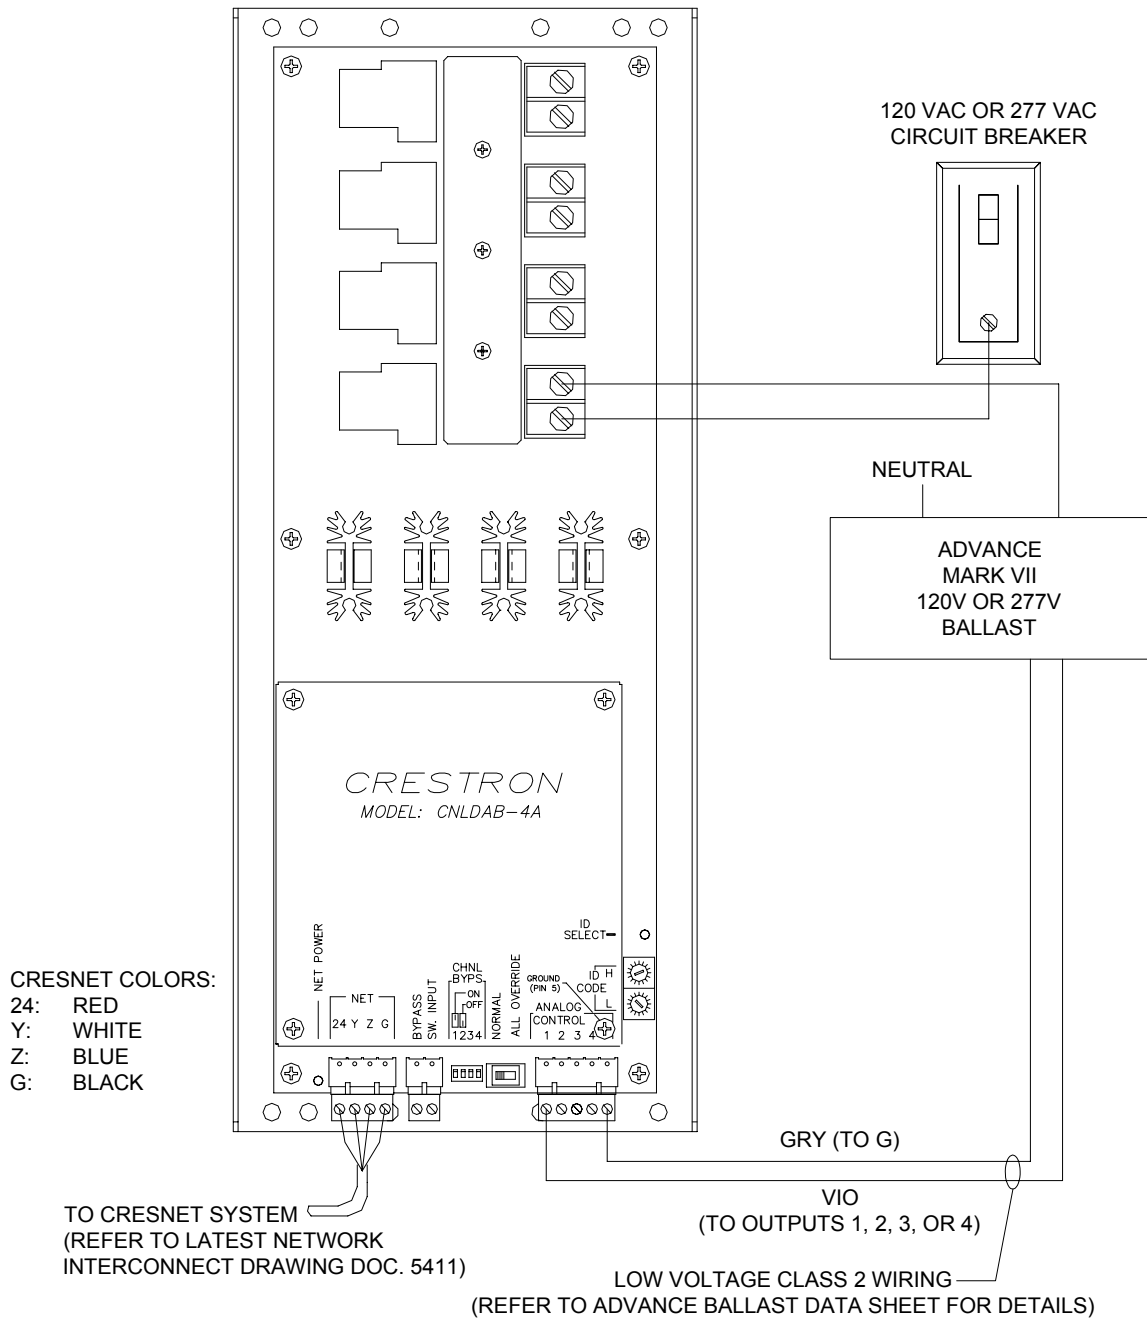 120 VAC OR 277 VAC
CIRCUIT BREAKER
NEUTRAL
ADVANCE
MARK VII
120V OR 277V
BALLAST
CRESTRON
MODEL: CNLDAB-4A
ID
SELECT
NET POWER
NET
24 Y Z G
BYPASS
SW. INPUT
CHNL
BYPS
ON
OFF
1234
NORMAL
ALL OVERRIDE
GROUND
(PIN 5)
ANALOG
CONTROL
1 2 3 4
ID
CODE
H
L
CRESNET COLORS:
24: RED
Y: WHITE
Z: BLUE
G: BLACK
GRY (TO G)
VIO
(TO OUTPUTS 1, 2, 3, OR 4)
TO CRESNET SYSTEM
(REFER TO LATEST NETWORK
INTERCONNECT DRAWING DOC. 5411)
LOW VOLTAGE CLASS 2 WIRING
(REFER TO ADVANCE BALLAST DATA SHEET FOR DETAILS)